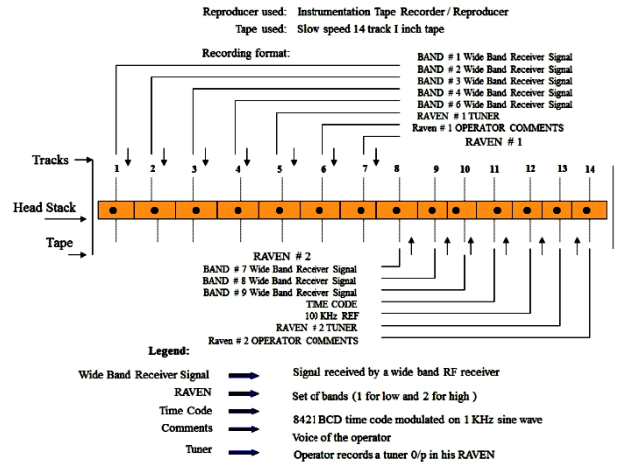 Reproducer used: Instrumentation Tape Recorder / Reproducer
Tape used: Slow speed 14 track I inch tape
Recording format:
BAND # 1 Wide Band Receiver Signal
BAND # 2 Wide Band Receiver Signal
BAND # 3 Wide Band Receiver Signal
BAND # 4 Wide Band Receiver Signal
BAND # 6 Wide Band Receiver Signal
RAVEN # 1 TUNER
Raven # 1 OPERATOR COMMENTS
RAVEN # 1
Tracks
1 2 3 4 5 6 7 8 9 10 11 12 13 14
Head Stack
Tape
RAVEN # 2
BAND # 7 Wide Band Receiver Signal
BAND # 8 Wide Band Receiver Signal
BAND # 9 Wide Band Receiver Signal
TIME CODE
100 KHz REF
RAVEN # 2 TUNER
Raven # 2 OPERATOR COMMENTS
Legend:
Wide Band Receiver Signal Signal received by a wide band RF receiver
RAVEN Set of bands (1 for low and 2 for high )
Time Code 8421 BCD time code modulated on 1 KHz sine wave
Comments Voice of the operator
Tuner Operator records a tuner 0/p in his RAVEN